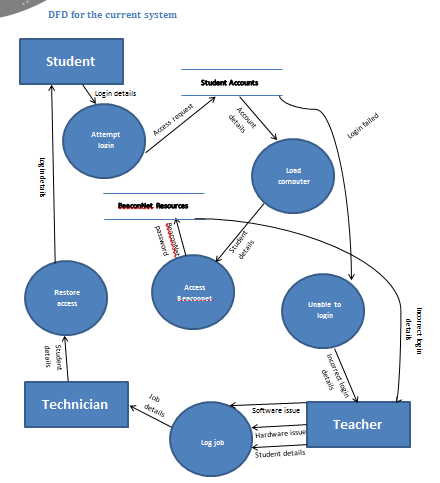 DFD for the current system
Student
Login details
Student Accounts
Attempt
login
Access request
Account
details
Login failed
Load
computer
Login details
BeaconNet Resources
BeaconNet
password
Student
details
Restore
access
Access
Beaconnet
Unable to
login
Incorrect login
details
Student
details
Incorrect login
details
Technician
Job
details
Software issue
Teacher
Log job
Hardware issue
Student details